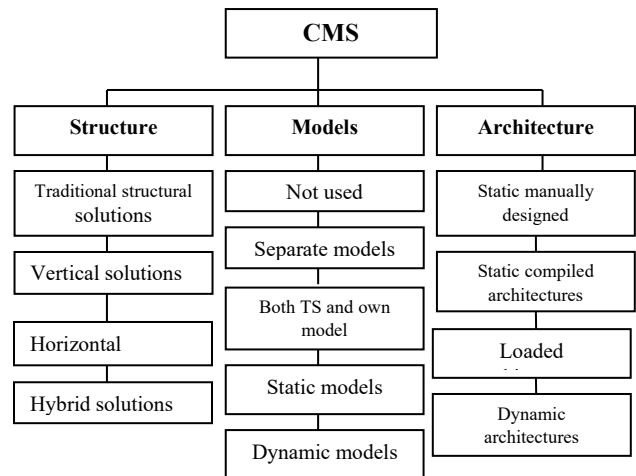 CMS
Structure
Models
Architecture
Traditional structural
solutions
Vertical solutions
Horizontal
Hybrid solutions
Not used
Separate models
Both TS and own
model
Static models
Dynamic models
Static manually
designed
Static compiled
architectures
Loaded
Dynamic
architectures